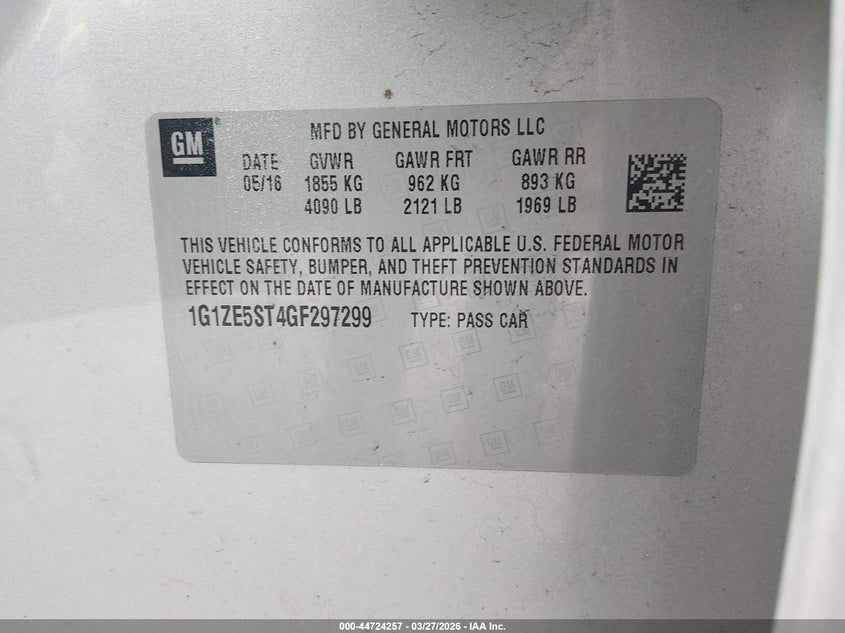 GM
MFD BY GENERAL MOTORS LLC
DATE GVWR GAWR FRT GAWR RR
05/16 1855 KG 962 KG 893 KG
4090 LB 2121 LB 1969 LB
THIS VEHICLE CONFORMS TO ALL APPLICABLE U.S. FEDERAL MOTOR
VEHICLE SAFETY, BUMPER, AND THEFT PREVENTION STANDARDS IN
EFFECT ON THE DATE OF MANUFACTURE SHOWN ABOVE.
1G1ZE5ST4GF297299 TYPE: PASS CAR
000-44724257 - 03/27/2026 - IAA Inc.